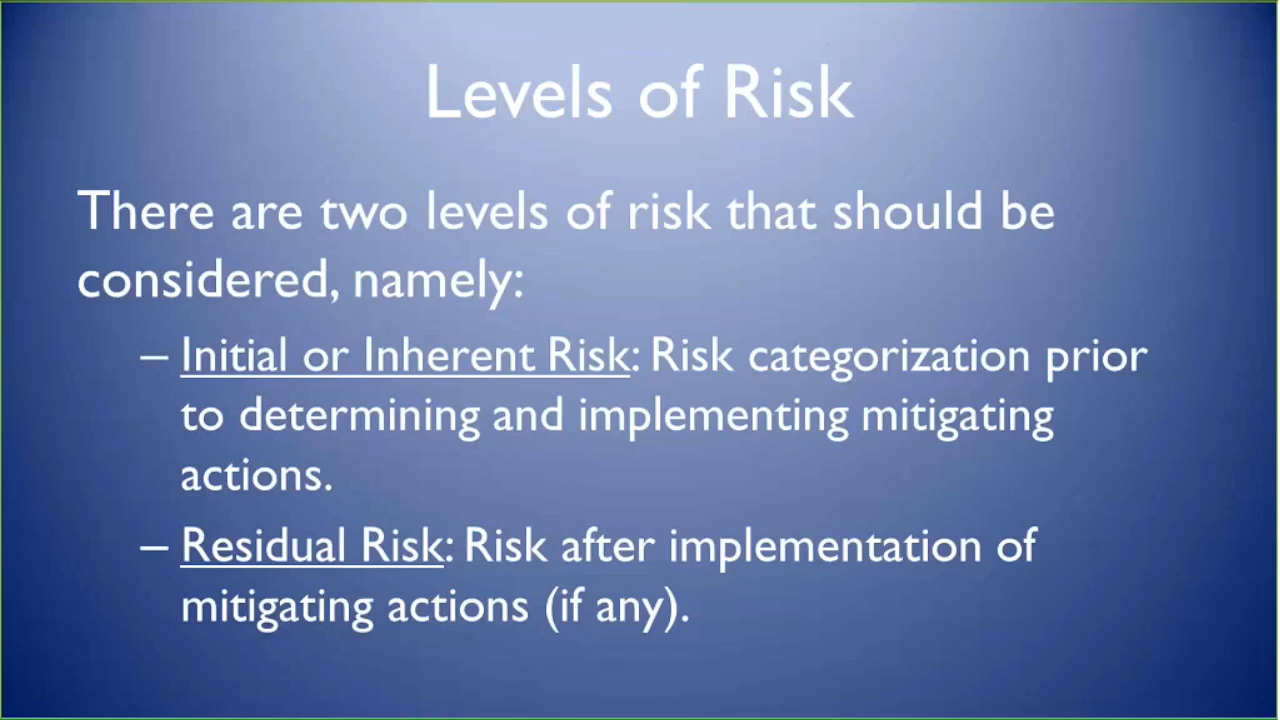 Levels of Risk
There are two levels of risk that should be
considered, namely:
– Initial or Inherent Risk: Risk categorization prior
to determining and implementing mitigating
actions.
– Residual Risk: Risk after implementation of
mitigating actions (if any).